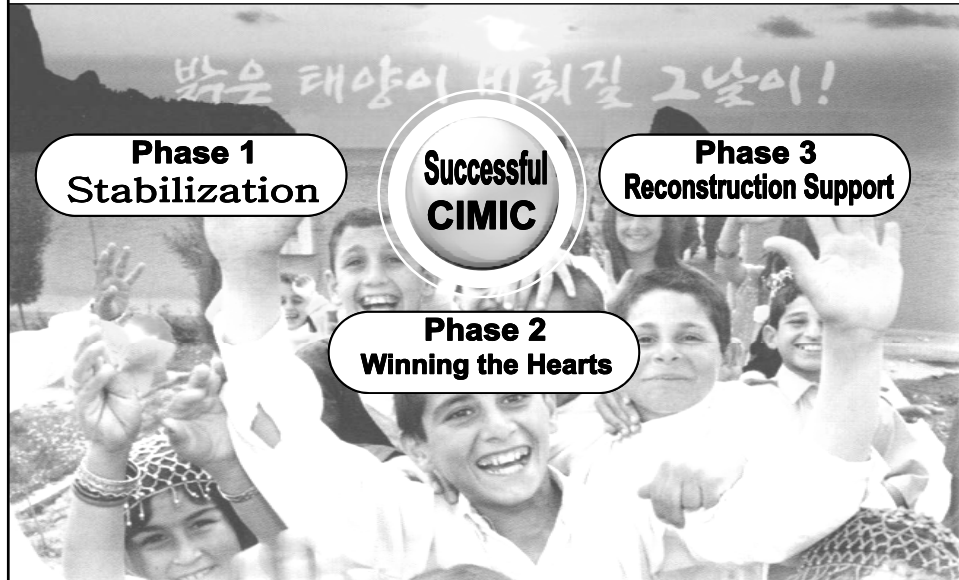 밝은 태양이 비춰질 그날이!
Phase 1
Stabilization
Successful
CIMIC
Phase 3
Reconstruction Support
Phase 2
Winning the Hearts